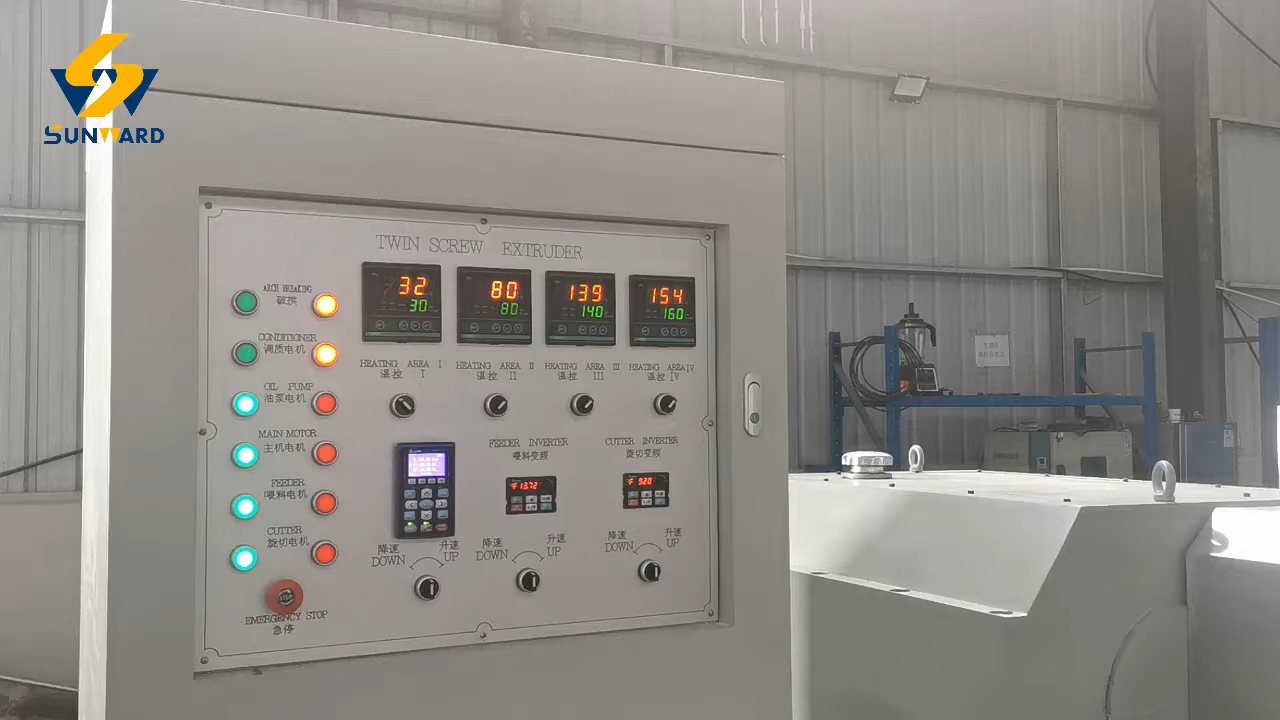 SUNWARD
TWIN SCREW EXTRUDER
ARCH BREAKING
破拱
CONDITIONER
调质电机
OIL PUMP
油泵电机
MAIN MOTOR
主机电机
FEEDER
喂料电机
CUTTER
旋切电机
STOP
EMERGENCY STOP
急停
32
30
80
80
139
140
154
160
HEATING AREA I
温控
I
HEATING AREA II
温控
II
HEATING AREA III
温控
III
HEATING AREA IV
温控
IV
FEEDER INVERTER
喂料变频
F13.72
CUTTER INVERTER
旋切变频
F 9.20
降速 升速
DOWN UP
降速 升速
DOWN UP
降速 升速
DOWN UP